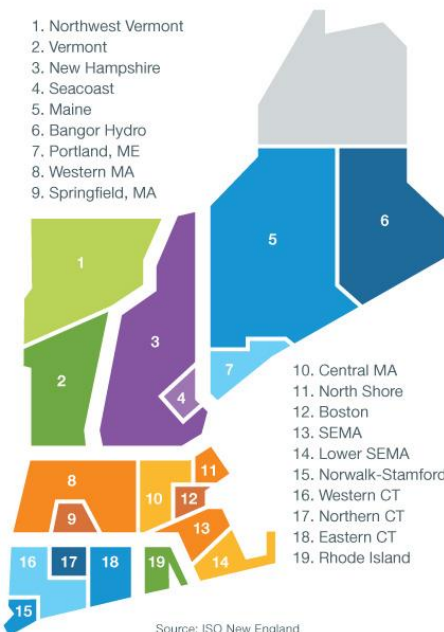 1. Northwest Vermont
2. Vermont
3. New Hampshire
4. Seacoast
5. Maine
6. Bangor Hydro
7. Portland, ME
8. Western MA
9. Springfield, MA
1
2
3
4
5
6
7
10. Central MA
11. North Shore
12. Boston
13. SEMA
14. Lower SEMA
15. Norwalk-Stamford
16. Western CT
17. Northern CT
18. Eastern CT
19. Rhode Island
8
9
10
11
12
13
14
15
16
17
18
19
Source: ISO New England